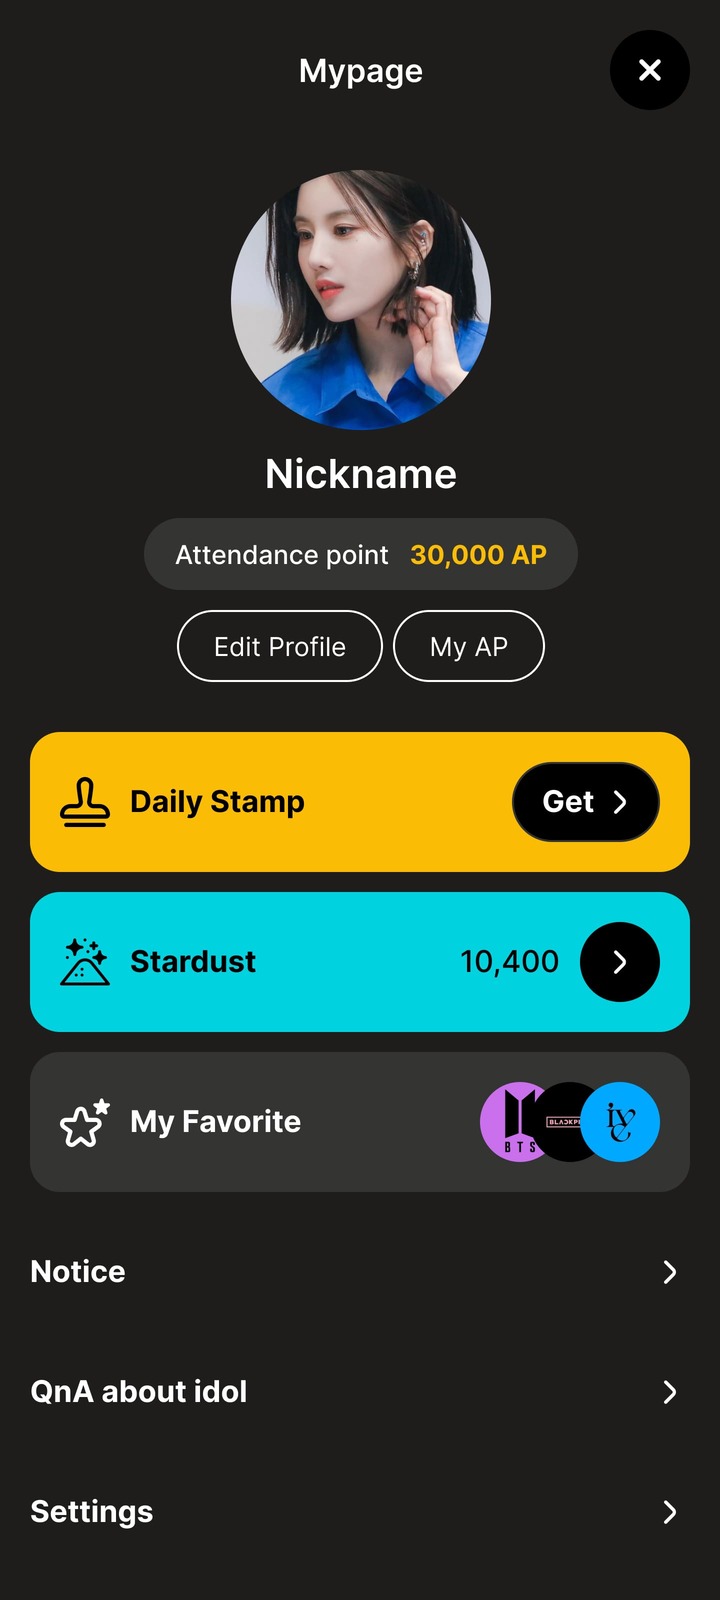 Mypage
Nickname
Attendance point 30,000 AP
Edit Profile My AP
Daily Stamp Get
Stardust 10,400
My Favorite
BTS
ive
Notice
QnA about idol
Settings